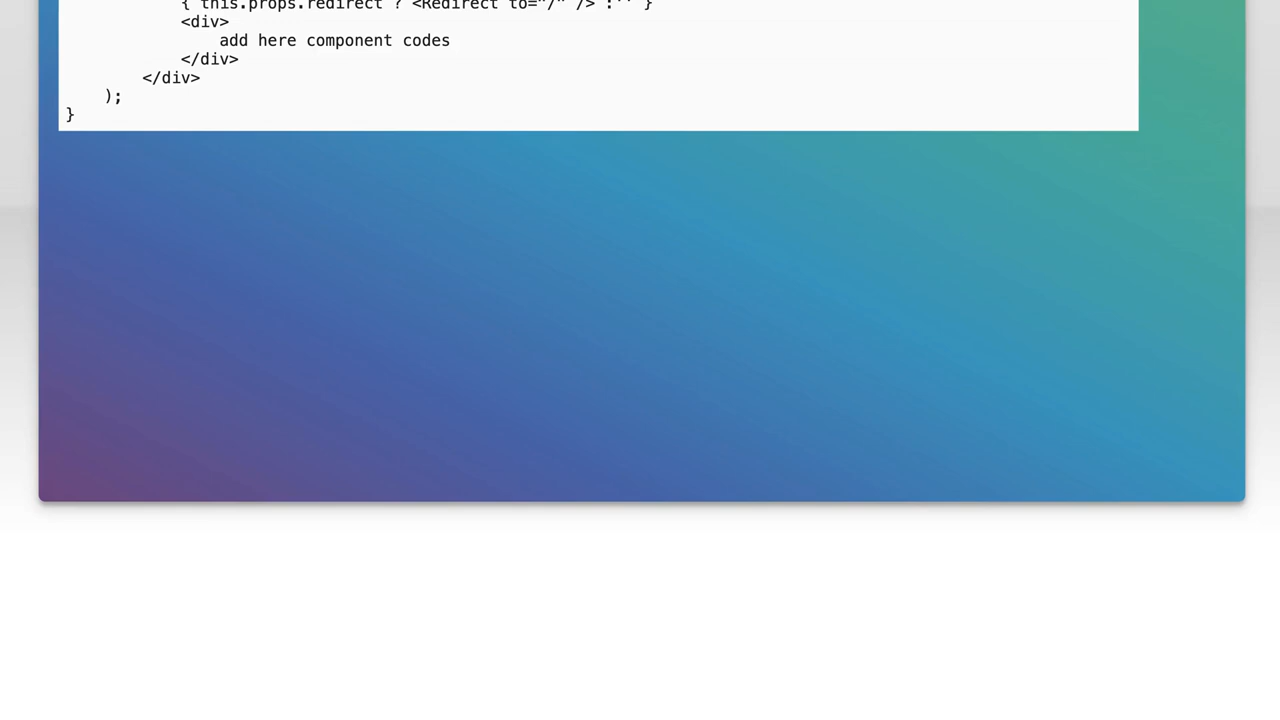 { this.props.redirect ? <Redirect to="/" /> :'' }
<div>
add here component codes
</div>
</div>
);
}